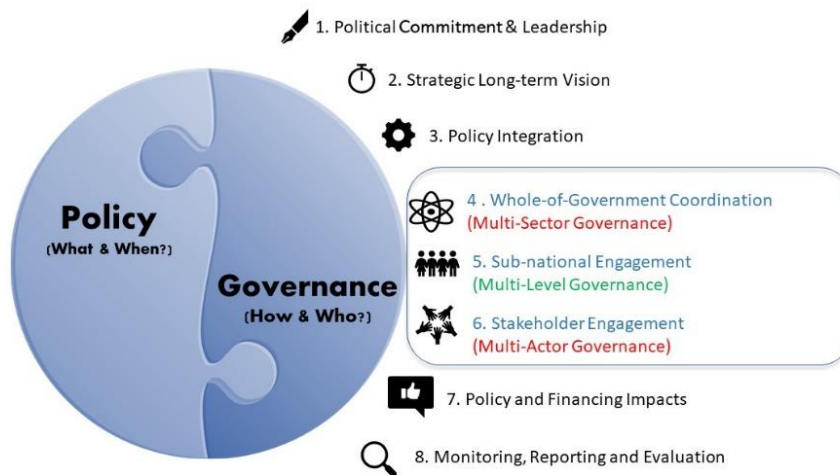 1. Political Commitment & Leadership
2. Strategic Long-term Vision
3. Policy Integration
Policy
(What & When?)
Governance
(How & Who?)
4 . Whole-of-Government Coordination
(Multi-Sector Governance)
5. Sub-national Engagement
(Multi-Level Governance)
6. Stakeholder Engagement
(Multi-Actor Governance)
7. Policy and Financing Impacts
8. Monitoring, Reporting and Evaluation